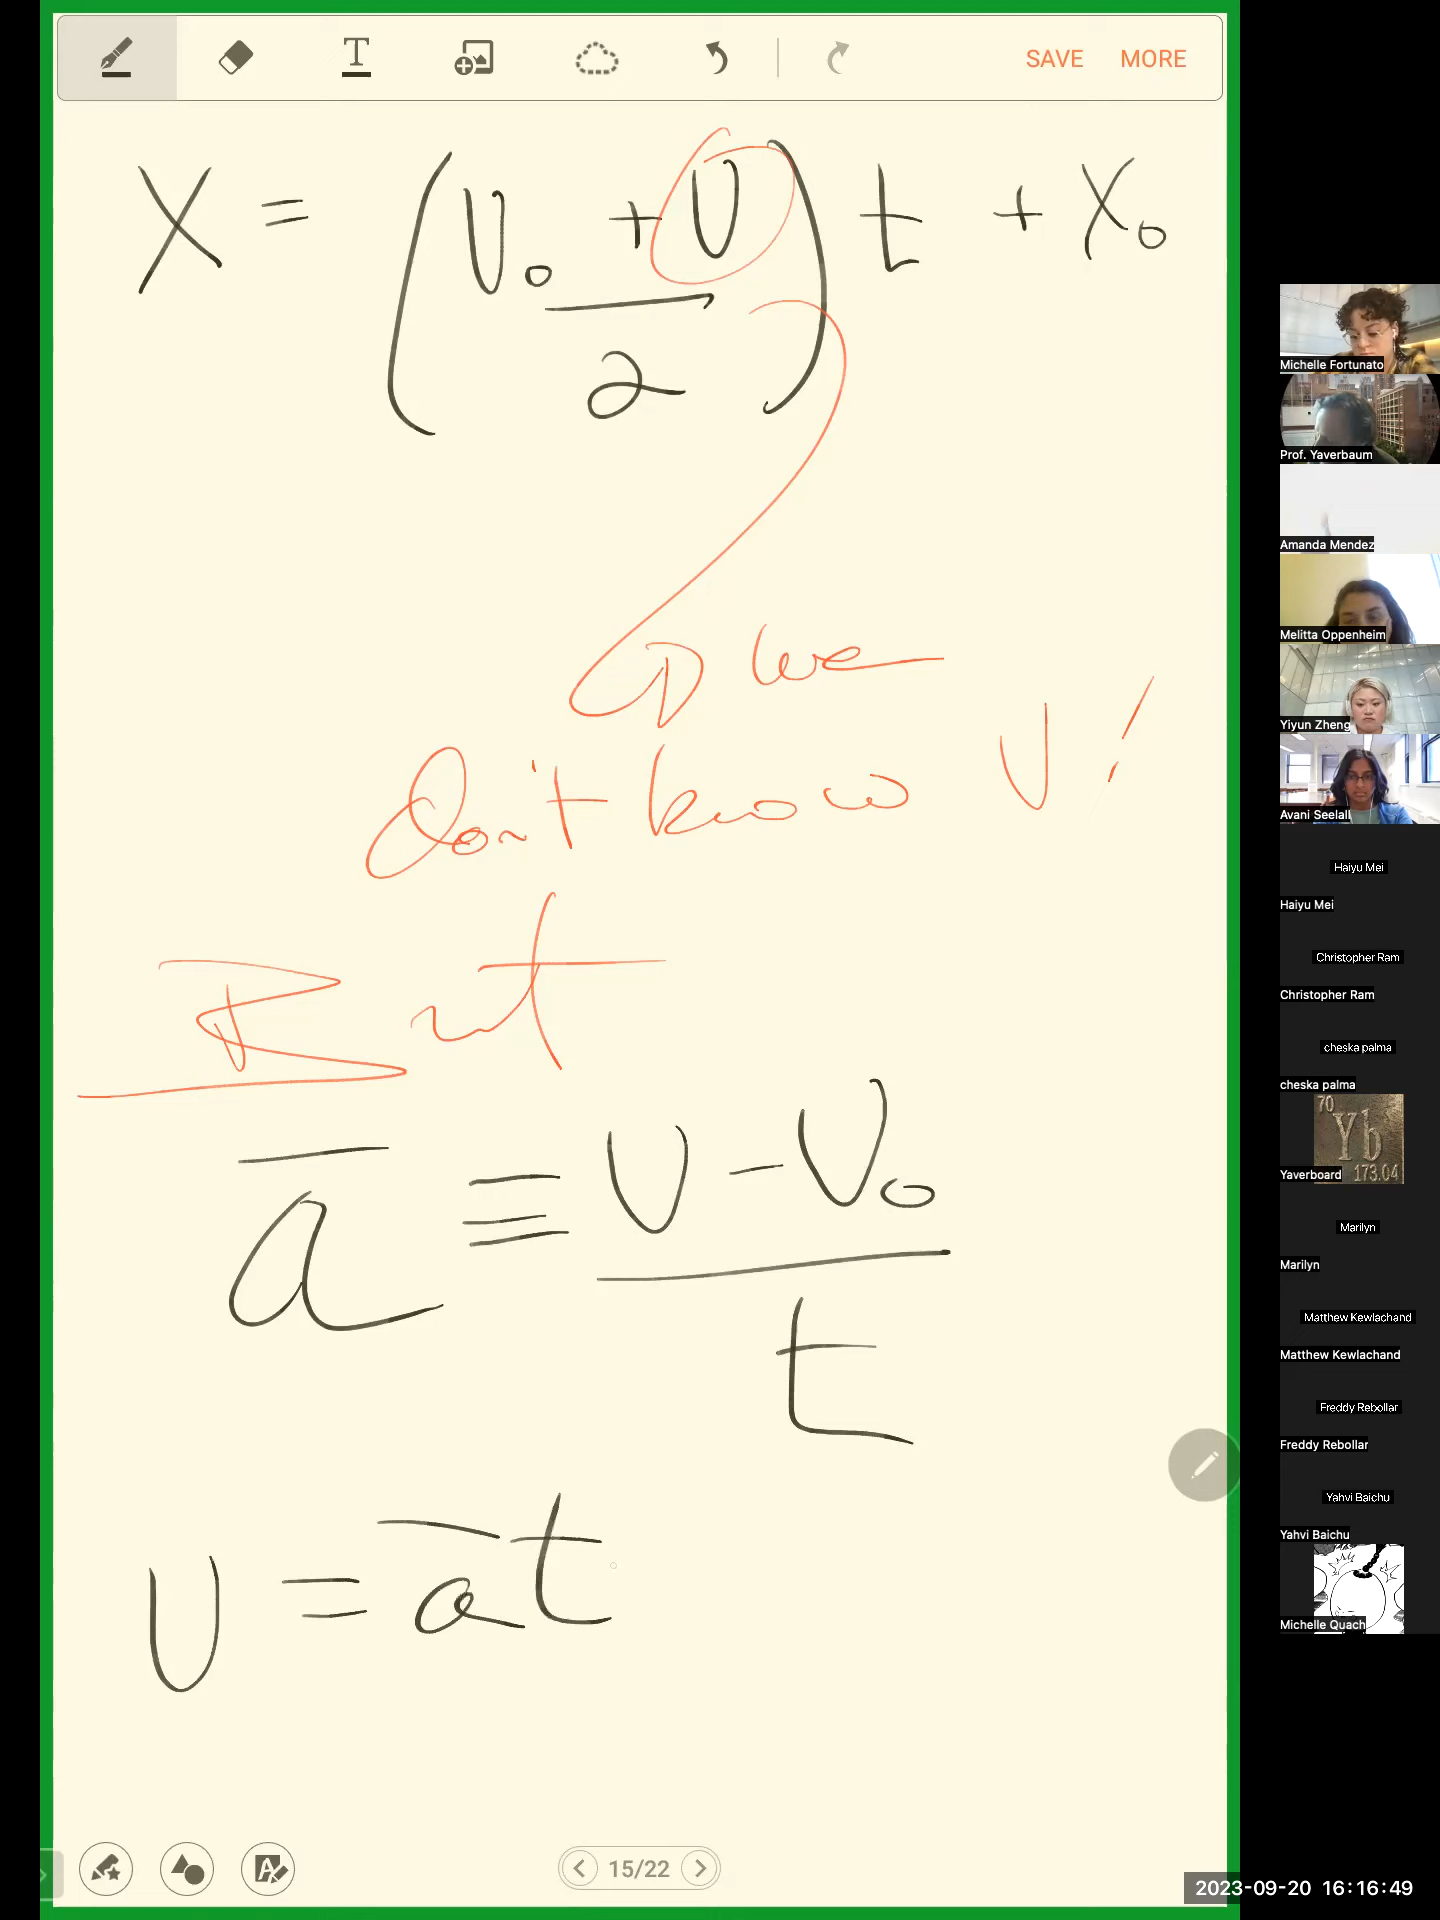 SAVE MORE
X = (v₀ + v / 2) t + x₀
we
don't know v!
But
a̅ ≡ v - v₀ / t
v = a̅t
15/22
Michelle Fortunato
Prof. Yaverbaum
Amanda Mendez
Melitta Oppenheim
Yiyun Zheng
Avani Seelall
Haiyu Mei
Haiyu Mei
Christopher Ram
Christopher Ram
cheska palma
cheska palma
70
Yb
173.04
Yaverboard
Marilyn
Marilyn
Matthew Kewlachand
Matthew Kewlachand
Freddy Rebollar
Freddy Rebollar
Yahvi Baichu
Yahvi Baichu
Michelle Quach
2023-09-20 16:16:49